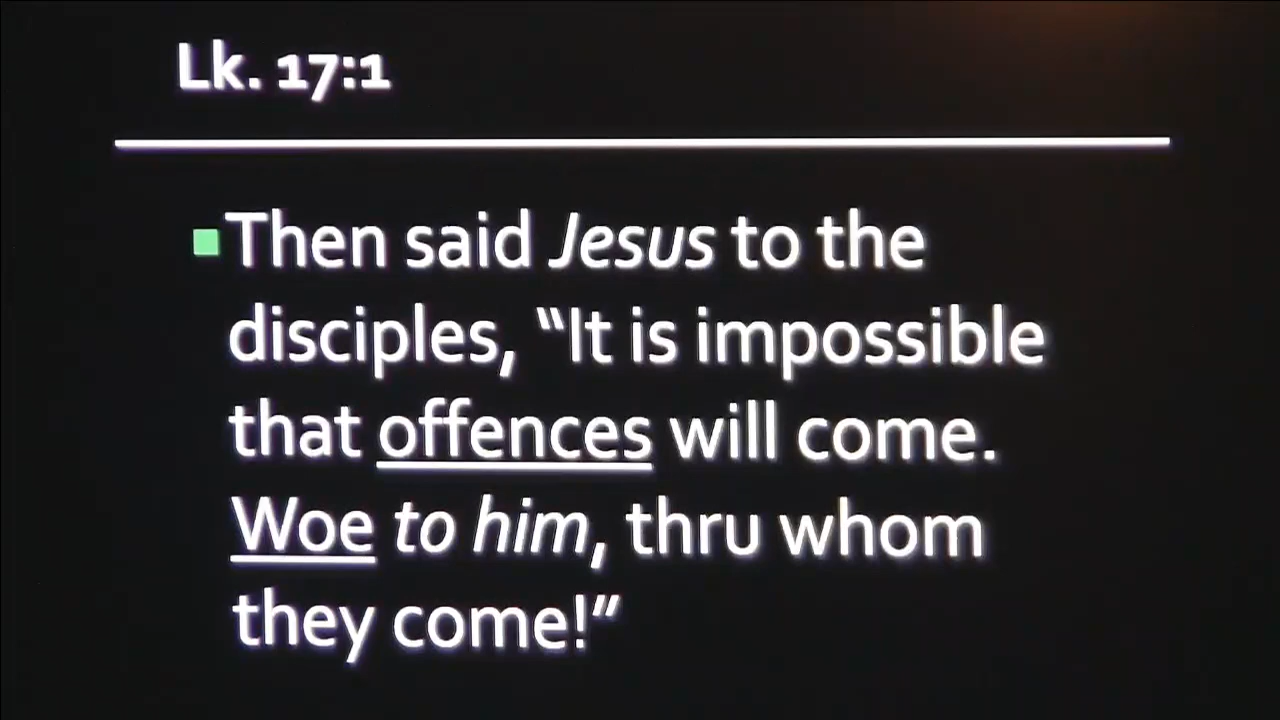 Lk. 17:1
Then said Jesus to the
disciples, “It is impossible
that offences will come.
Woe to him, thru whom
they come!”